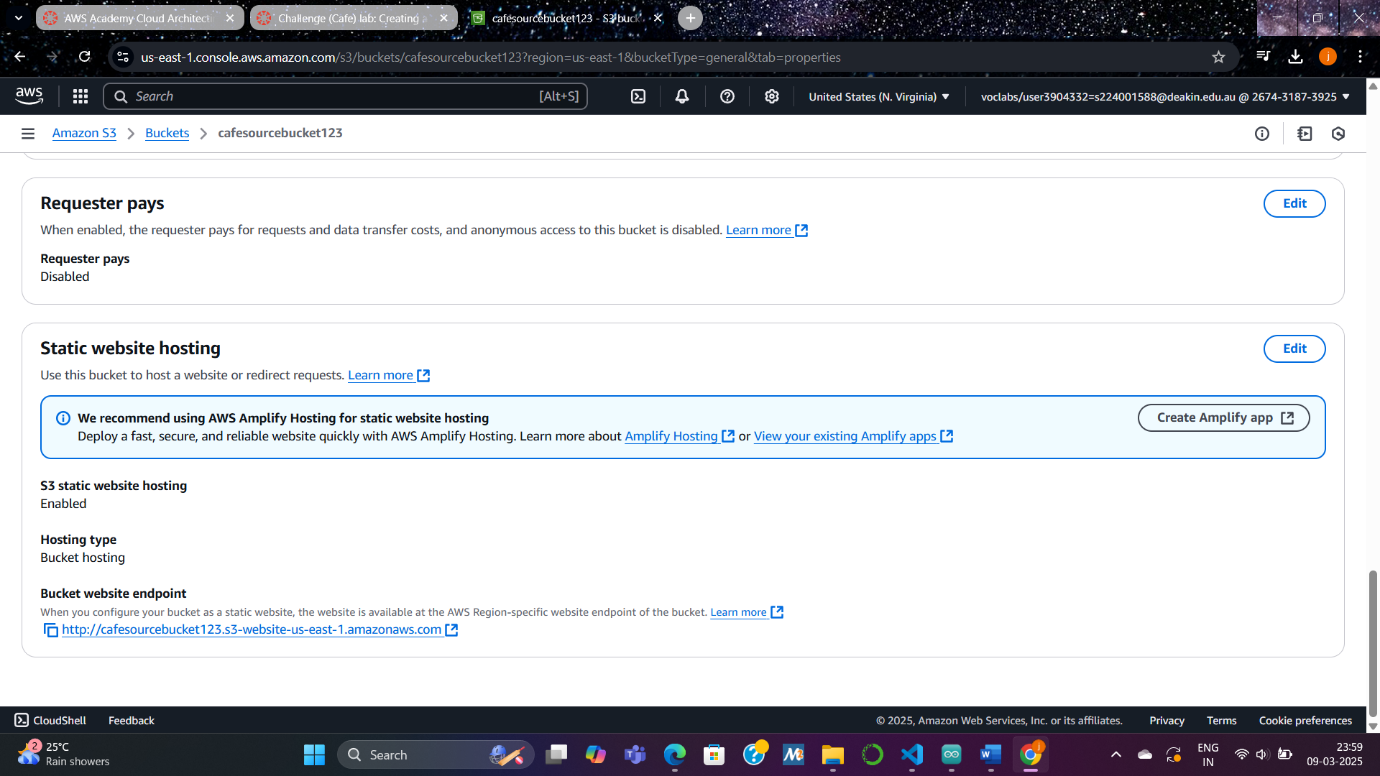 AWS Academy Cloud Architecti
Challenge (Cafe) lab: Creating a
cafesourcebucket123 - S3 buck
us-east-1.console.aws.amazon.com/s3/buckets/cafesourcebucket123?region=us-east-1&bucketType=general&tab=properties
aws
Search
[Alt+S]
United States (N. Virginia)
voclabs/user3904332=s224001588@deakin.edu.au @ 2674-3187-3925
Amazon S3 > Buckets > cafesourcebucket123
Requester pays
Edit
When enabled, the requester pays for requests and data transfer costs, and anonymous access to this bucket is disabled. Learn more
Requester pays
Disabled
Static website hosting
Edit
Use this bucket to host a website or redirect requests. Learn more
We recommend using AWS Amplify Hosting for static website hosting
Create Amplify app
Deploy a fast, secure, and reliable website quickly with AWS Amplify Hosting. Learn more about Amplify Hosting or View your existing Amplify apps
S3 static website hosting
Enabled
Hosting type
Bucket hosting
Bucket website endpoint
When you configure your bucket as a static website, the website is available at the AWS Region-specific website endpoint of the bucket. Learn more
http://cafesourcebucket123.s3-website-us-east-1.amazonaws.com
CloudShell
Feedback
© 2025, Amazon Web Services, Inc. or its affiliates.
Privacy
Terms
Cookie preferences
2
25°C
Rain showers
Search
ENG
IN
23:59
09-03-2025